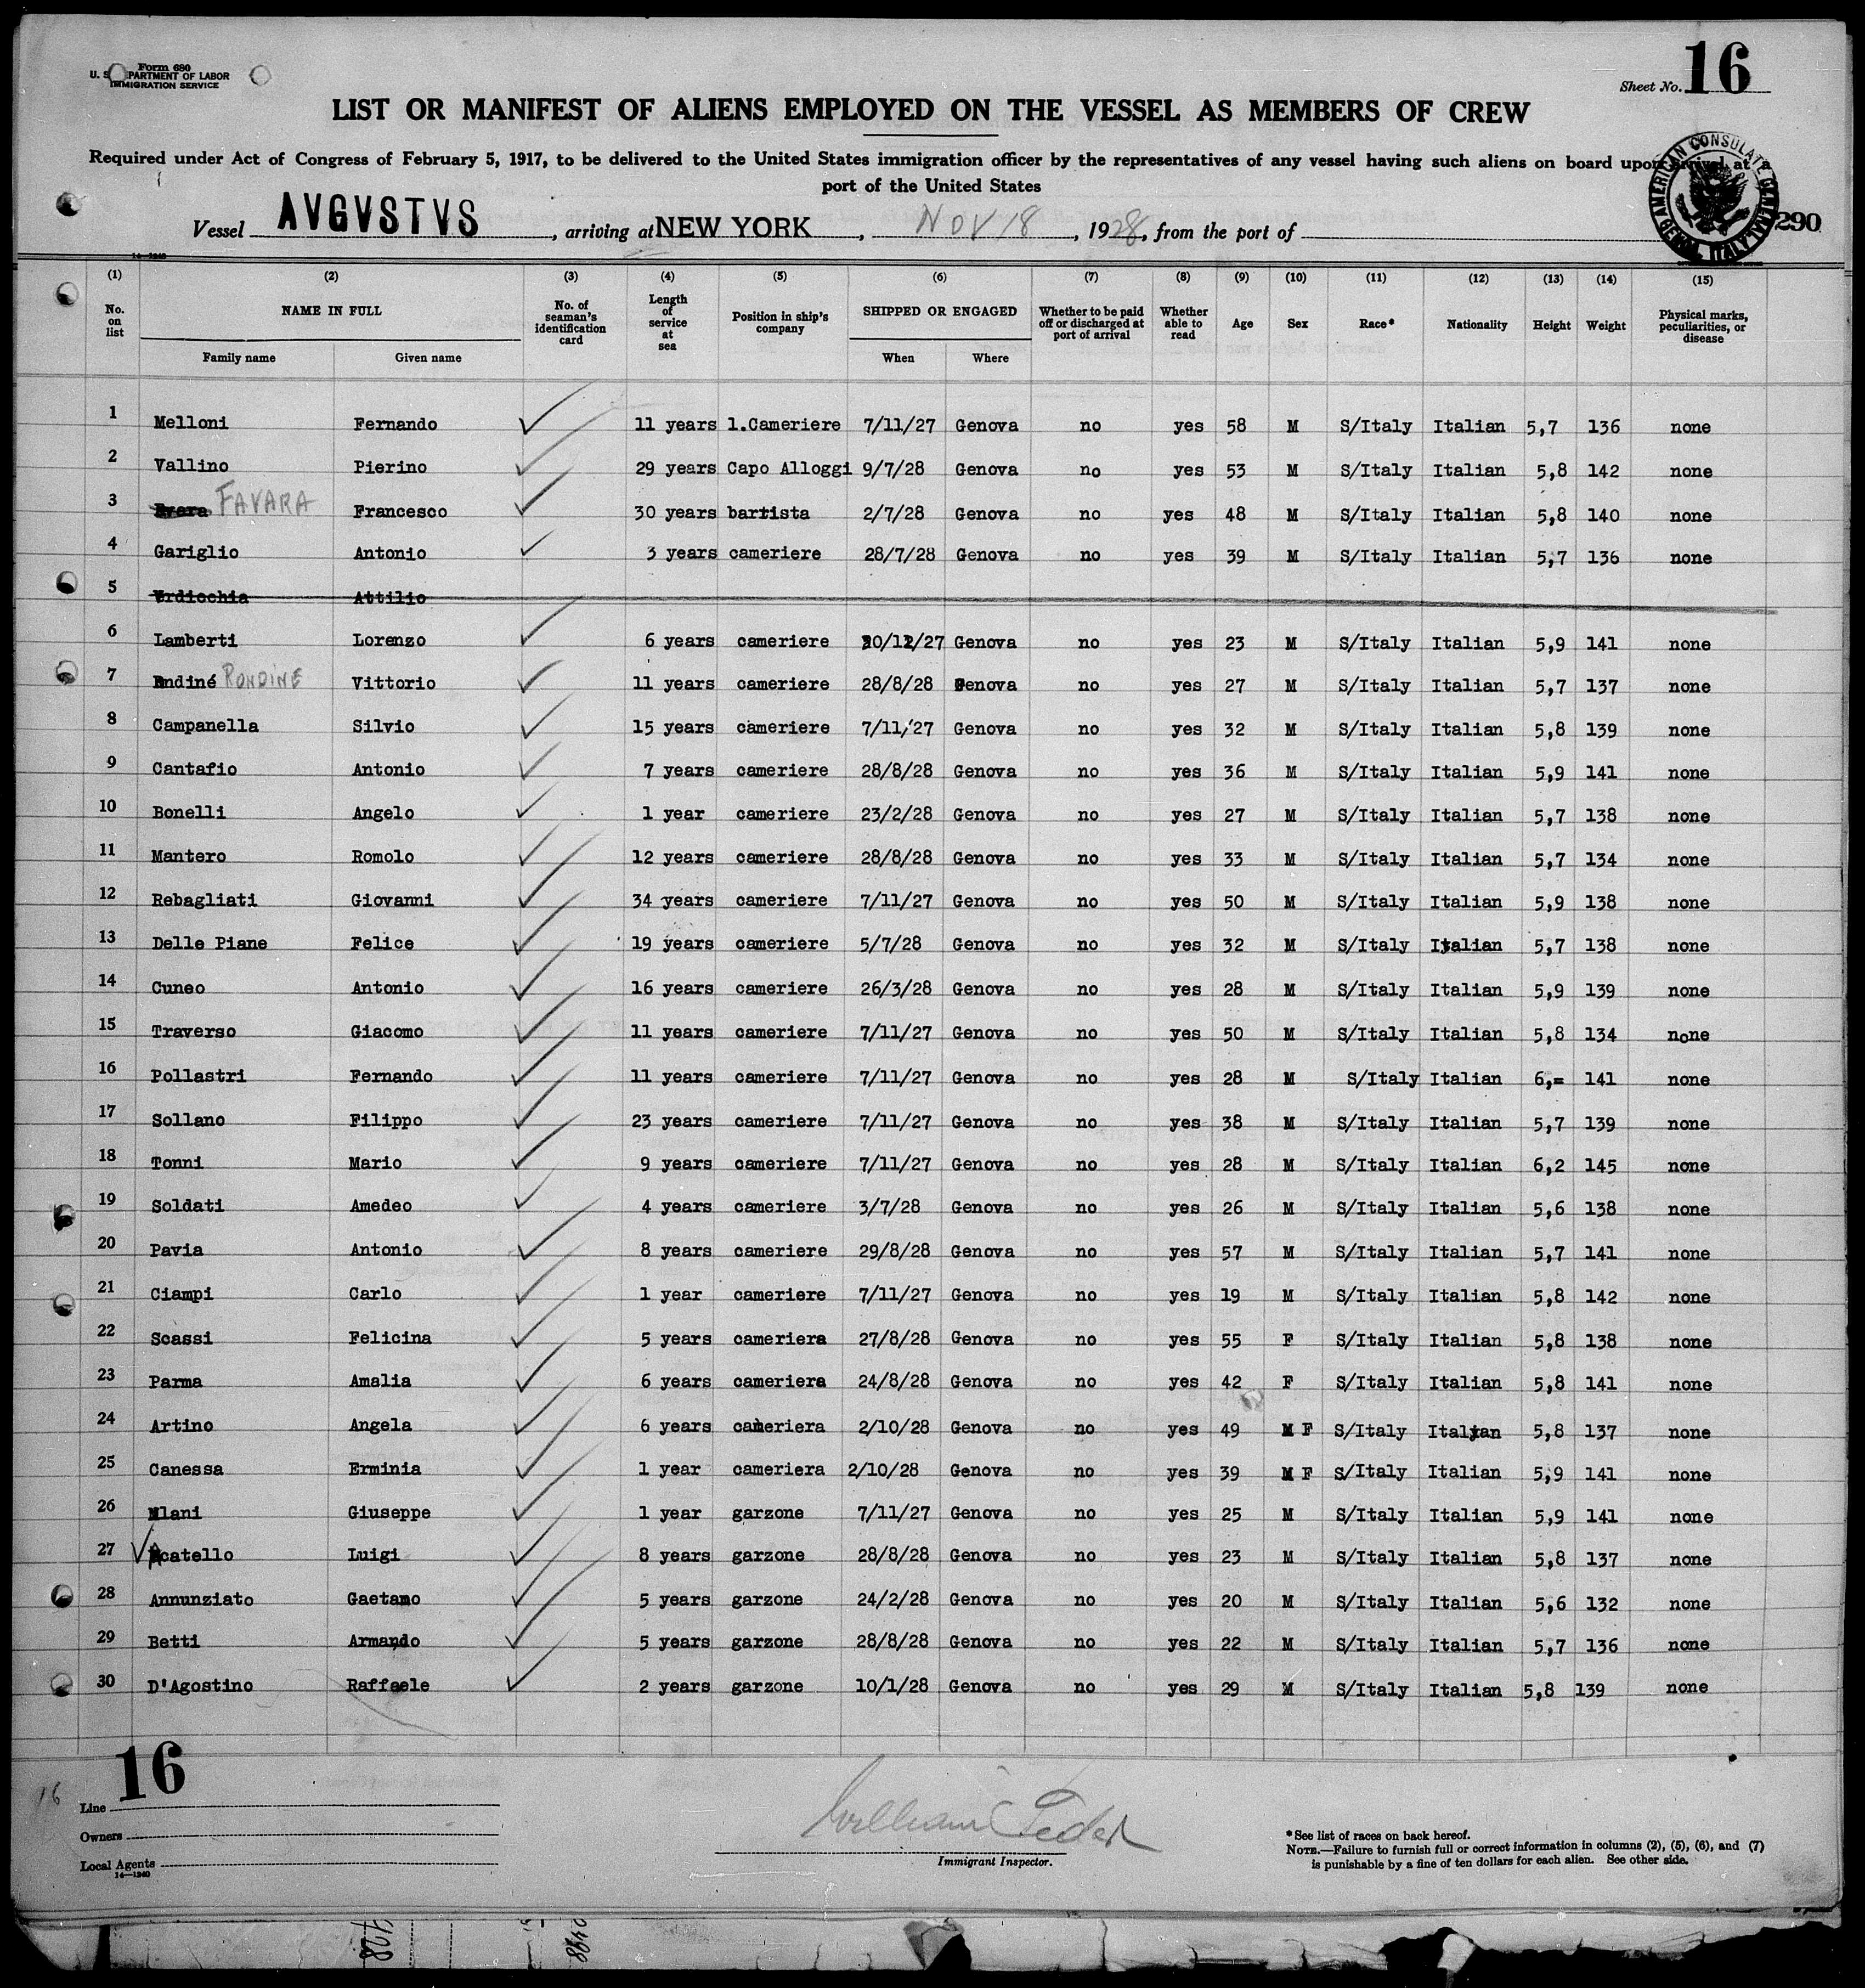 Form 680
U. S. DEPARTMENT OF LABOR
IMMIGRATION SERVICE
Sheet No. 16
LIST OR MANIFEST OF ALIENS EMPLOYED ON THE VESSEL AS MEMBERS OF CREW
Required under Act of Congress of February 5, 1917, to be delivered to the United States immigration officer by the representatives of any vessel having such aliens on board upon arrival at a
port of the United States
AMERICAN CONSULATE GENERAL GENOA, ITALY
290
Vessel AVGVSTVS, arriving at NEW YORK, NOV 18, 1928, from the port of
14—1240
(1) (2) (3) (4) (5) (6) (7) (8) (9) (10) (11) (12) (13) (14) (15)
No. on list NAME IN FULL Family name Given name No. of seaman's identification card Length of service at sea Position in ship's company SHIPPED OR ENGAGED When Where Whether to be paid off or discharged at port of arrival Whether able to read Age Sex Race* Nationality Height Weight Physical marks, peculiarities, or disease
1 Melloni Fernando 11 years 1.Cameriere 7/11/27 Genova no yes 58 M S/Italy Italian 5,7 136 none
2 Vallino Pierino 29 years Capo Alloggi 9/7/28 Genova no yes 53 M S/Italy Italian 5,8 142 none
3 FAVARA Francesco 30 years barista 2/7/28 Genova no yes 48 M S/Italy Italian 5,8 140 none
4 Gariglio Antonio 3 years cameriere 28/7/28 Genova no yes 39 M S/Italy Italian 5,7 136 none
5 Verdicchia Attilio
6 Lamberti Lorenzo 6 years cameriere 20/12/27 Genova no yes 23 M S/Italy Italian 5,9 141 none
7 Rndiné RONDINE Vittorio 11 years cameriere 28/8/28 Genova no yes 27 M S/Italy Italian 5,7 137 none
8 Campanella Silvio 15 years cameriere 7/11/27 Genova no yes 32 M S/Italy Italian 5,8 139 none
9 Cantafio Antonio 7 years cameriere 28/8/28 Genova no yes 36 M S/Italy Italian 5,9 141 none
10 Bonelli Angelo 1 year cameriere 23/2/28 Genova no yes 27 M S/Italy Italian 5,7 138 none
11 Mantero Romolo 12 years cameriere 28/8/28 Genova no yes 33 M S/Italy Italian 5,7 134 none
12 Rebagliati Giovanni 34 years cameriere 7/11/27 Genova no yes 50 M S/Italy Italian 5,9 138 none
13 Delle Piane Felice 19 years cameriere 5/7/28 Genova no yes 32 M S/Italy Italian 5,7 138 none
14 Cuneo Antonio 16 years cameriere 26/3/28 Genova no yes 28 M S/Italy Italian 5,9 139 none
15 Traverso Giacomo 11 years cameriere 7/11/27 Genova no yes 50 M S/Italy Italian 5,8 134 none
16 Pollastri Fernando 11 years cameriere 7/11/27 Genova no yes 28 M S/Italy Italian 6,= 141 none
17 Sollano Filippo 23 years cameriere 7/11/27 Genova no yes 38 M S/Italy Italian 5,7 139 none
18 Tonni Mario 9 years cameriere 7/11/27 Genova no yes 28 M S/Italy Italian 6,2 145 none
19 Soldati Amedeo 4 years cameriere 3/7/28 Genova no yes 26 M S/Italy Italian 5,6 138 none
20 Pavia Antonio 8 years cameriere 29/8/28 Genova no yes 57 M S/Italy Italian 5,7 141 none
21 Ciampi Carlo 1 year cameriere 7/11/27 Genova no yes 19 M S/Italy Italian 5,8 142 none
22 Scassi Felicina 5 years cameriera 27/8/28 Genova no yes 55 F S/Italy Italian 5,8 138 none
23 Parma Amalia 6 years cameriera 24/8/28 Genova no yes 42 F S/Italy Italian 5,8 141 none
24 Artino Angela 6 years cameriera 2/10/28 Genova no yes 49 M F S/Italy Italian 5,8 137 none
25 Canessa Erminia 1 year cameriera 2/10/28 Genova no yes 39 M F S/Italy Italian 5,9 141 none
26 Mlani Giuseppe 1 year garzone 7/11/27 Genova no yes 25 M S/Italy Italian 5,9 141 none
27 VAcatello Luigi 8 years garzone 28/8/28 Genova no yes 23 M S/Italy Italian 5,8 137 none
28 Annunziato Gaetano 5 years garzone 24/2/28 Genova no yes 20 M S/Italy Italian 5,6 132 none
29 Betti Armando 5 years garzone 28/8/28 Genova no yes 22 M S/Italy Italian 5,7 136 none
30 D'Agostino Raffaele 2 years garzone 10/1/28 Genova no yes 29 M S/Italy Italian 5,8 139 none
16
16
Line
Owners
Local Agents
14—1240
William
Immigrant Inspector.
* See list of races on back hereof.
NOTE.—Failure to furnish full or correct information in columns (2), (5), (6), and (7)
is punishable by a fine of ten dollars for each alien. See other side.